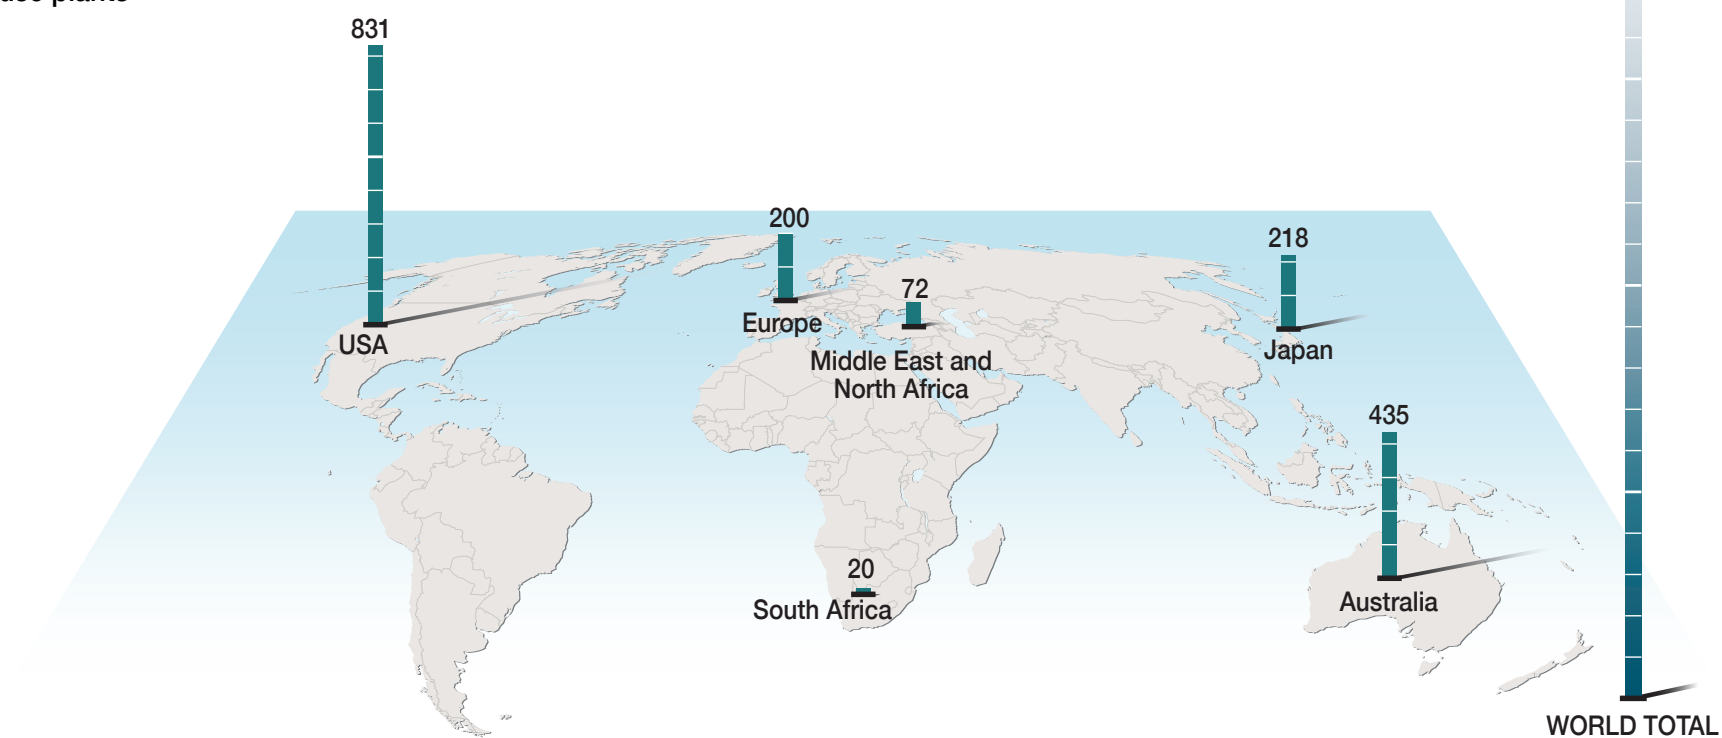 831
200
218
72
Europe
USA
Japan
Middle East and
North Africa
435
20
Australia
South Africa
WORLD TOTAL